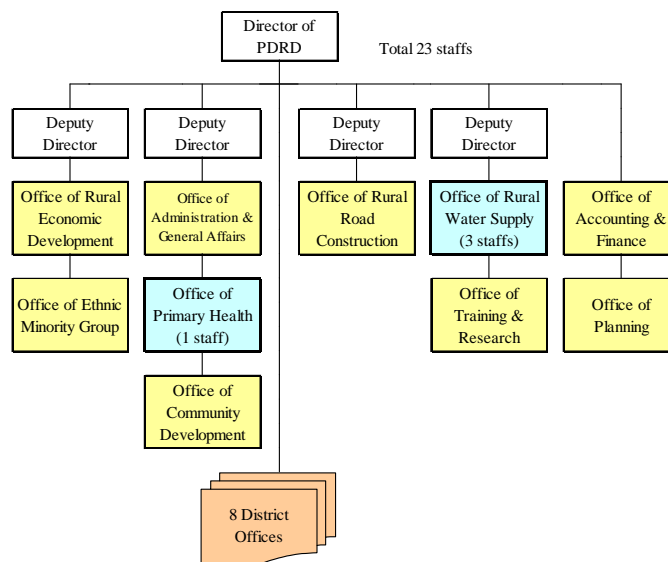 Director of
PDRD
Total 23 staffs
Deputy
Director
Deputy
Director
Deputy
Director
Deputy
Director
Office of Rural
Economic
Development
Office of
Administration &
General Affairs
Office of Rural
Road
Construction
Office of Rural
Water Supply
(3 staffs)
Office of
Accounting &
Finance
Office of Ethnic
Minority Group
Office of
Primary Health
(1 staff)
Office of
Training &
Research
Office of
Planning
Office of
Community
Development
8 District
Offices